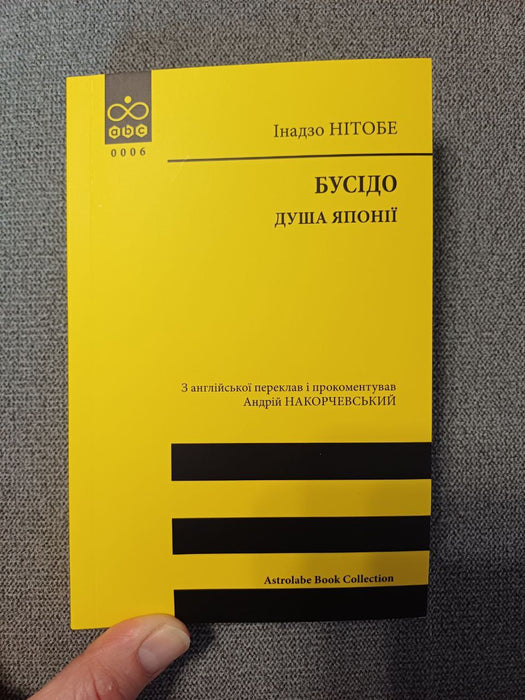 abc
0006
Інадзо НІТОБЕ
БУСІДО
ДУША ЯПОНІЇ
З англійської переклав і прокоментував
Андрій НАКОРЧЕВСЬКИЙ
Astrolabe Book Collection